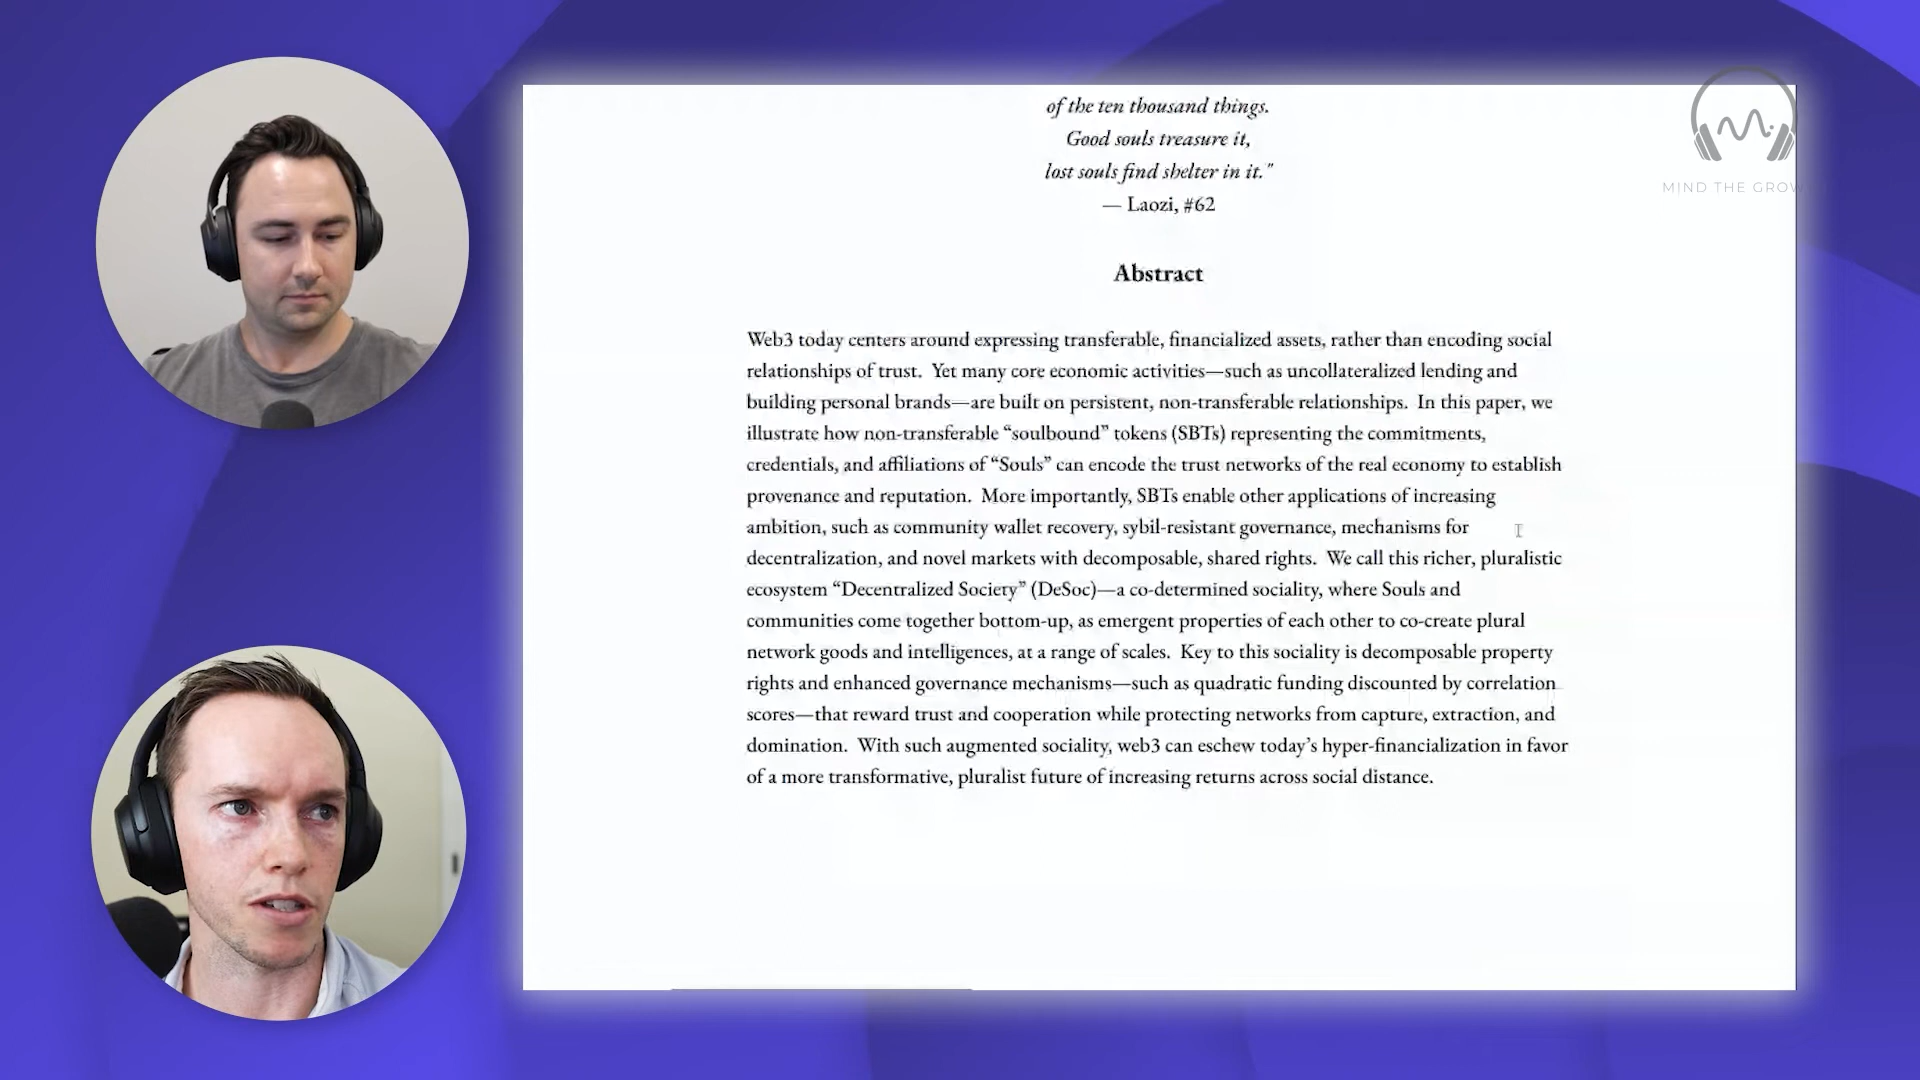 of the ten thousand things.
Good souls treasure it,
lost souls find shelter in it."
— Laozi, #62
MIND THE GROW
Abstract
Web3 today centers around expressing transferable, financialized assets, rather than encoding social
relationships of trust.  Yet many core economic activities—such as uncollateralized lending and
building personal brands—are built on persistent, non-transferable relationships.  In this paper, we
illustrate how non-transferable “soulbound” tokens (SBTs) representing the commitments,
credentials, and affiliations of “Souls” can encode the trust networks of the real economy to establish
provenance and reputation.  More importantly, SBTs enable other applications of increasing
ambition, such as community wallet recovery, sybil-resistant governance, mechanisms for
decentralization, and novel markets with decomposable, shared rights.  We call this richer, pluralistic
ecosystem “Decentralized Society” (DeSoc)—a co-determined sociality, where Souls and
communities come together bottom-up, as emergent properties of each other to co-create plural
network goods and intelligences, at a range of scales.  Key to this sociality is decomposable property
rights and enhanced governance mechanisms—such as quadratic funding discounted by correlation
scores—that reward trust and cooperation while protecting networks from capture, extraction, and
domination.  With such augmented sociality, web3 can eschew today’s hyper-financialization in favor
of a more transformative, pluralist future of increasing returns across social distance.